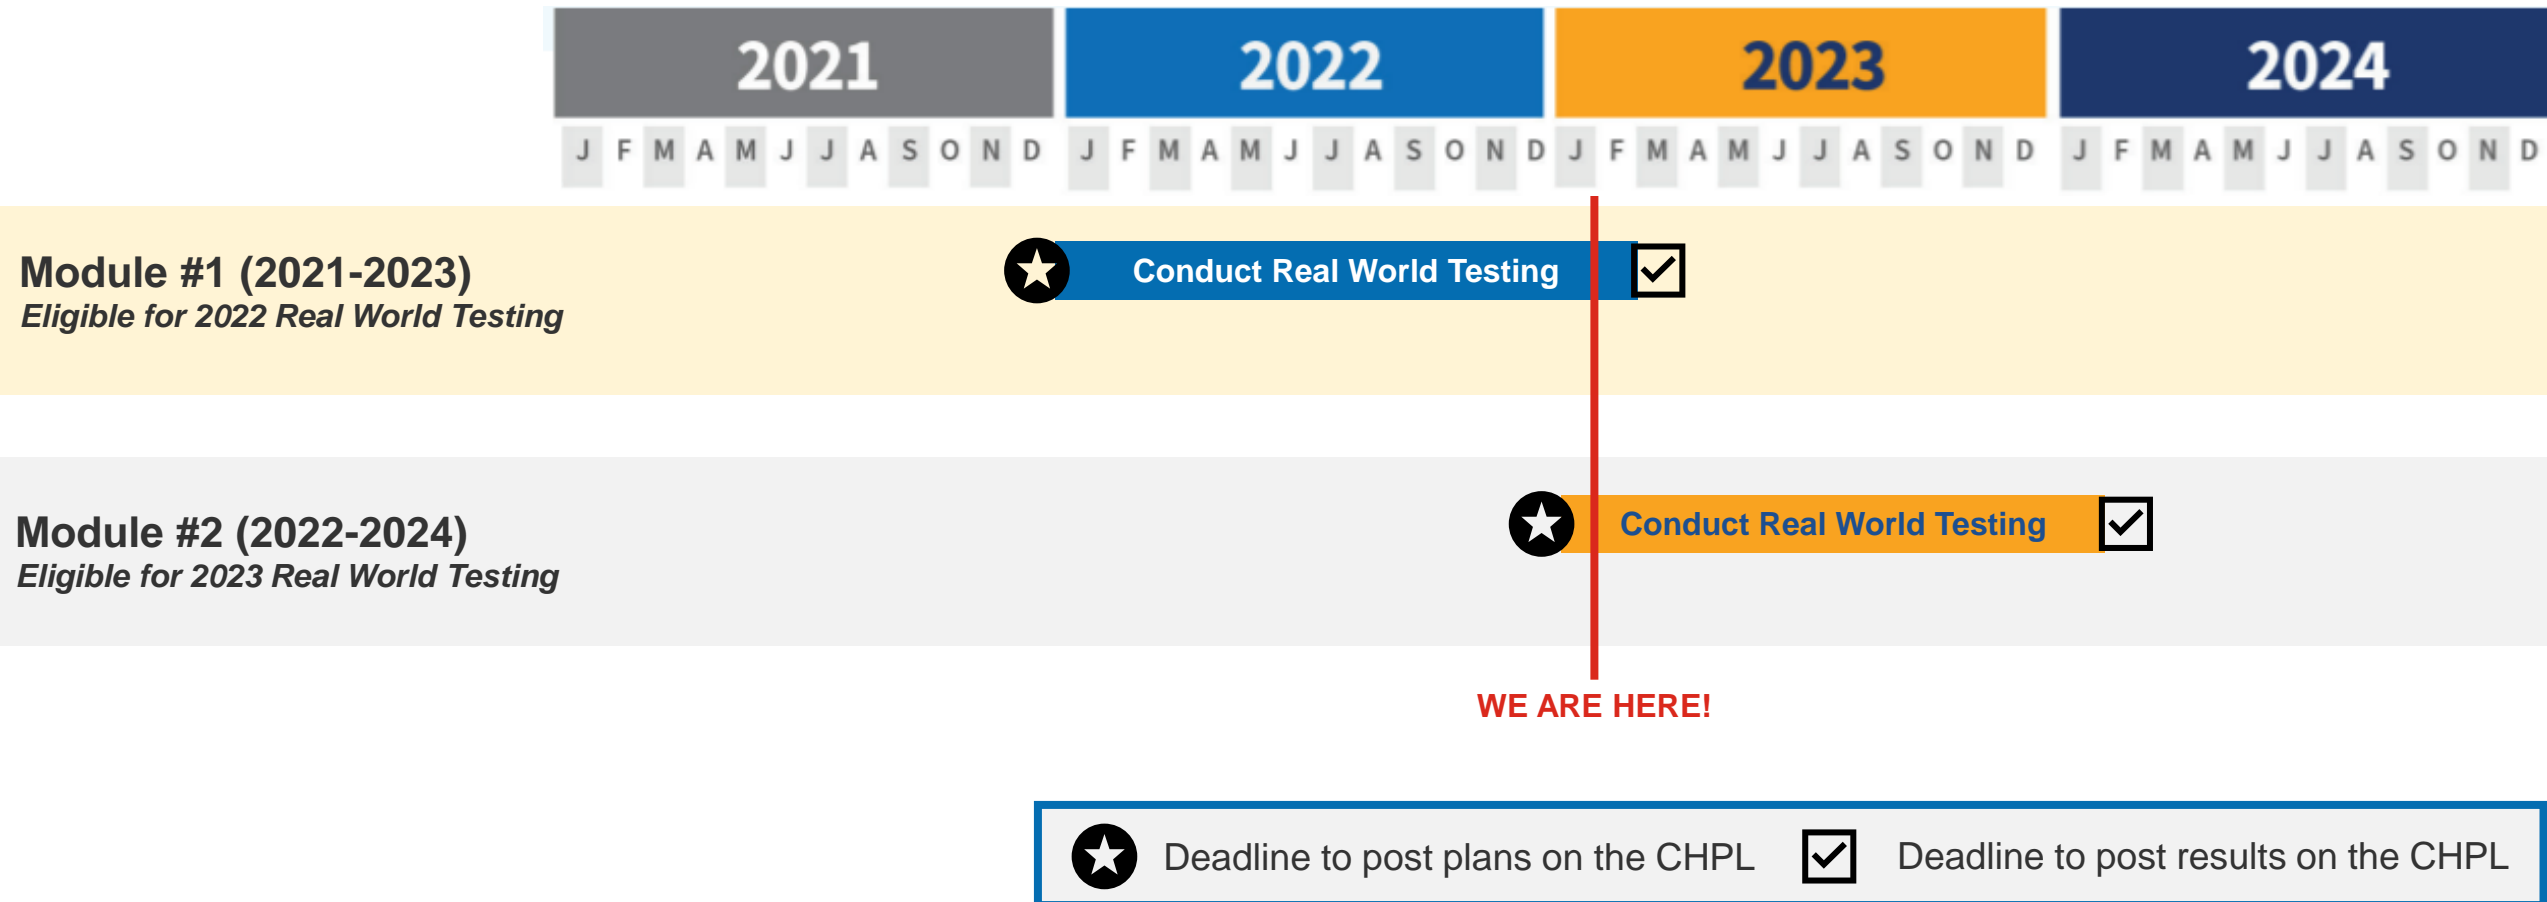 2021 2022 2023 2024
J F M A M J J A S O N D J F M A M J J A S O N D J F M A M J J A S O N D J F M A M J J A S O N D
Module #1 (2021-2023)
Eligible for 2022 Real World Testing
Conduct Real World Testing
Module #2 (2022-2024)
Eligible for 2023 Real World Testing
Conduct Real World Testing
WE ARE HERE!
Deadline to post plans on the CHPL
Deadline to post results on the CHPL